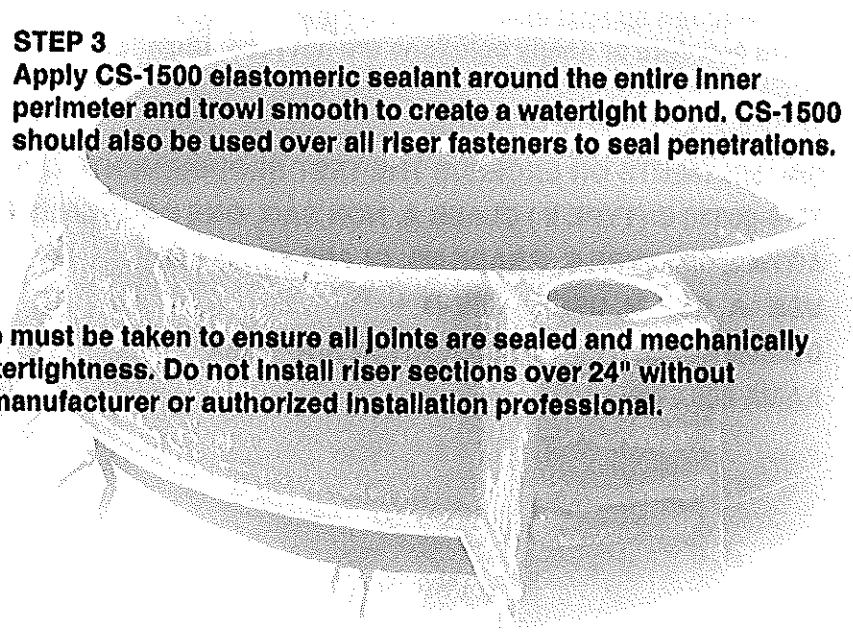 STEP 3
Apply CS-1500 elastomeric sealant around the entire inner
perimeter and trowl smooth to create a watertight bond. CS-1500
should also be used over all riser fasteners to seal penetrations.
must be taken to ensure all joints are sealed and mechanically
tertightness. Do not install riser sections over 24" without
manufacturer or authorized installation professional.